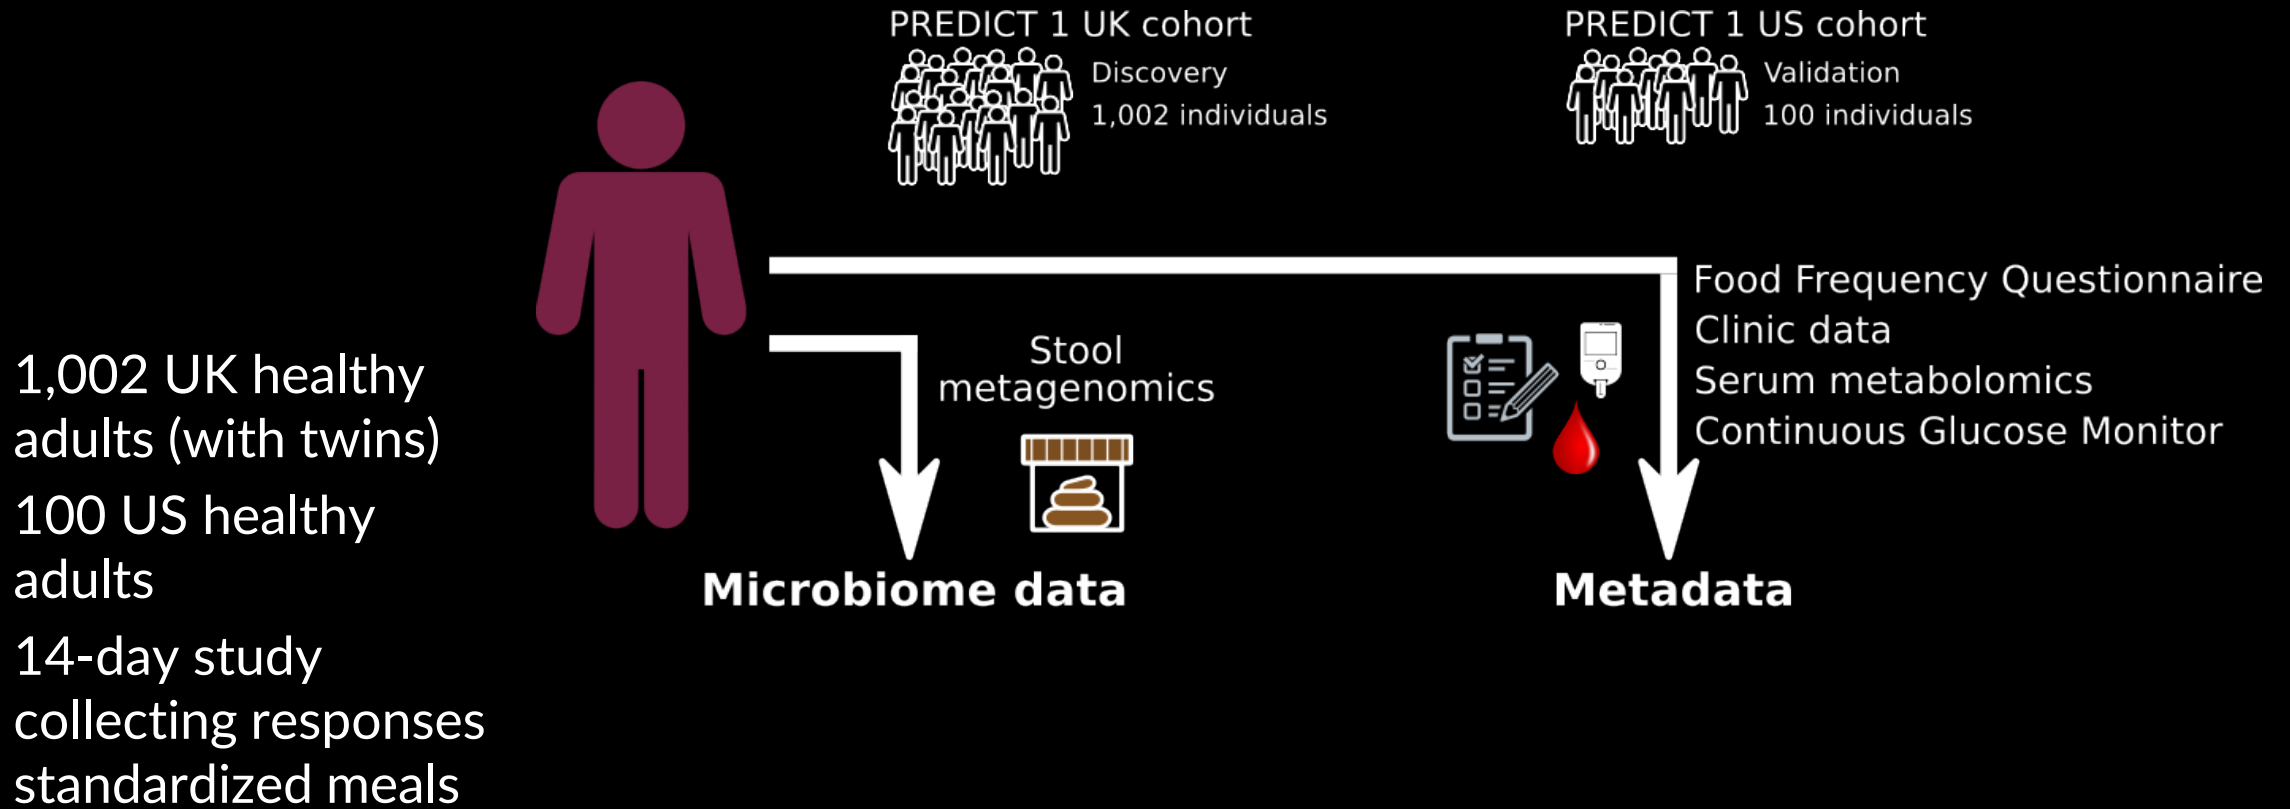 PREDICT 1 UK cohort
Discovery
1,002 individuals
PREDICT 1 US cohort
Validation
100 individuals
1,002 UK healthy
adults (with twins)
100 US healthy
adults
14-day study
collecting responses
standardized meals
Stool
metagenomics
Microbiome data
Food Frequency Questionnaire
Clinic data
Serum metabolomics
Continuous Glucose Monitor
Metadata